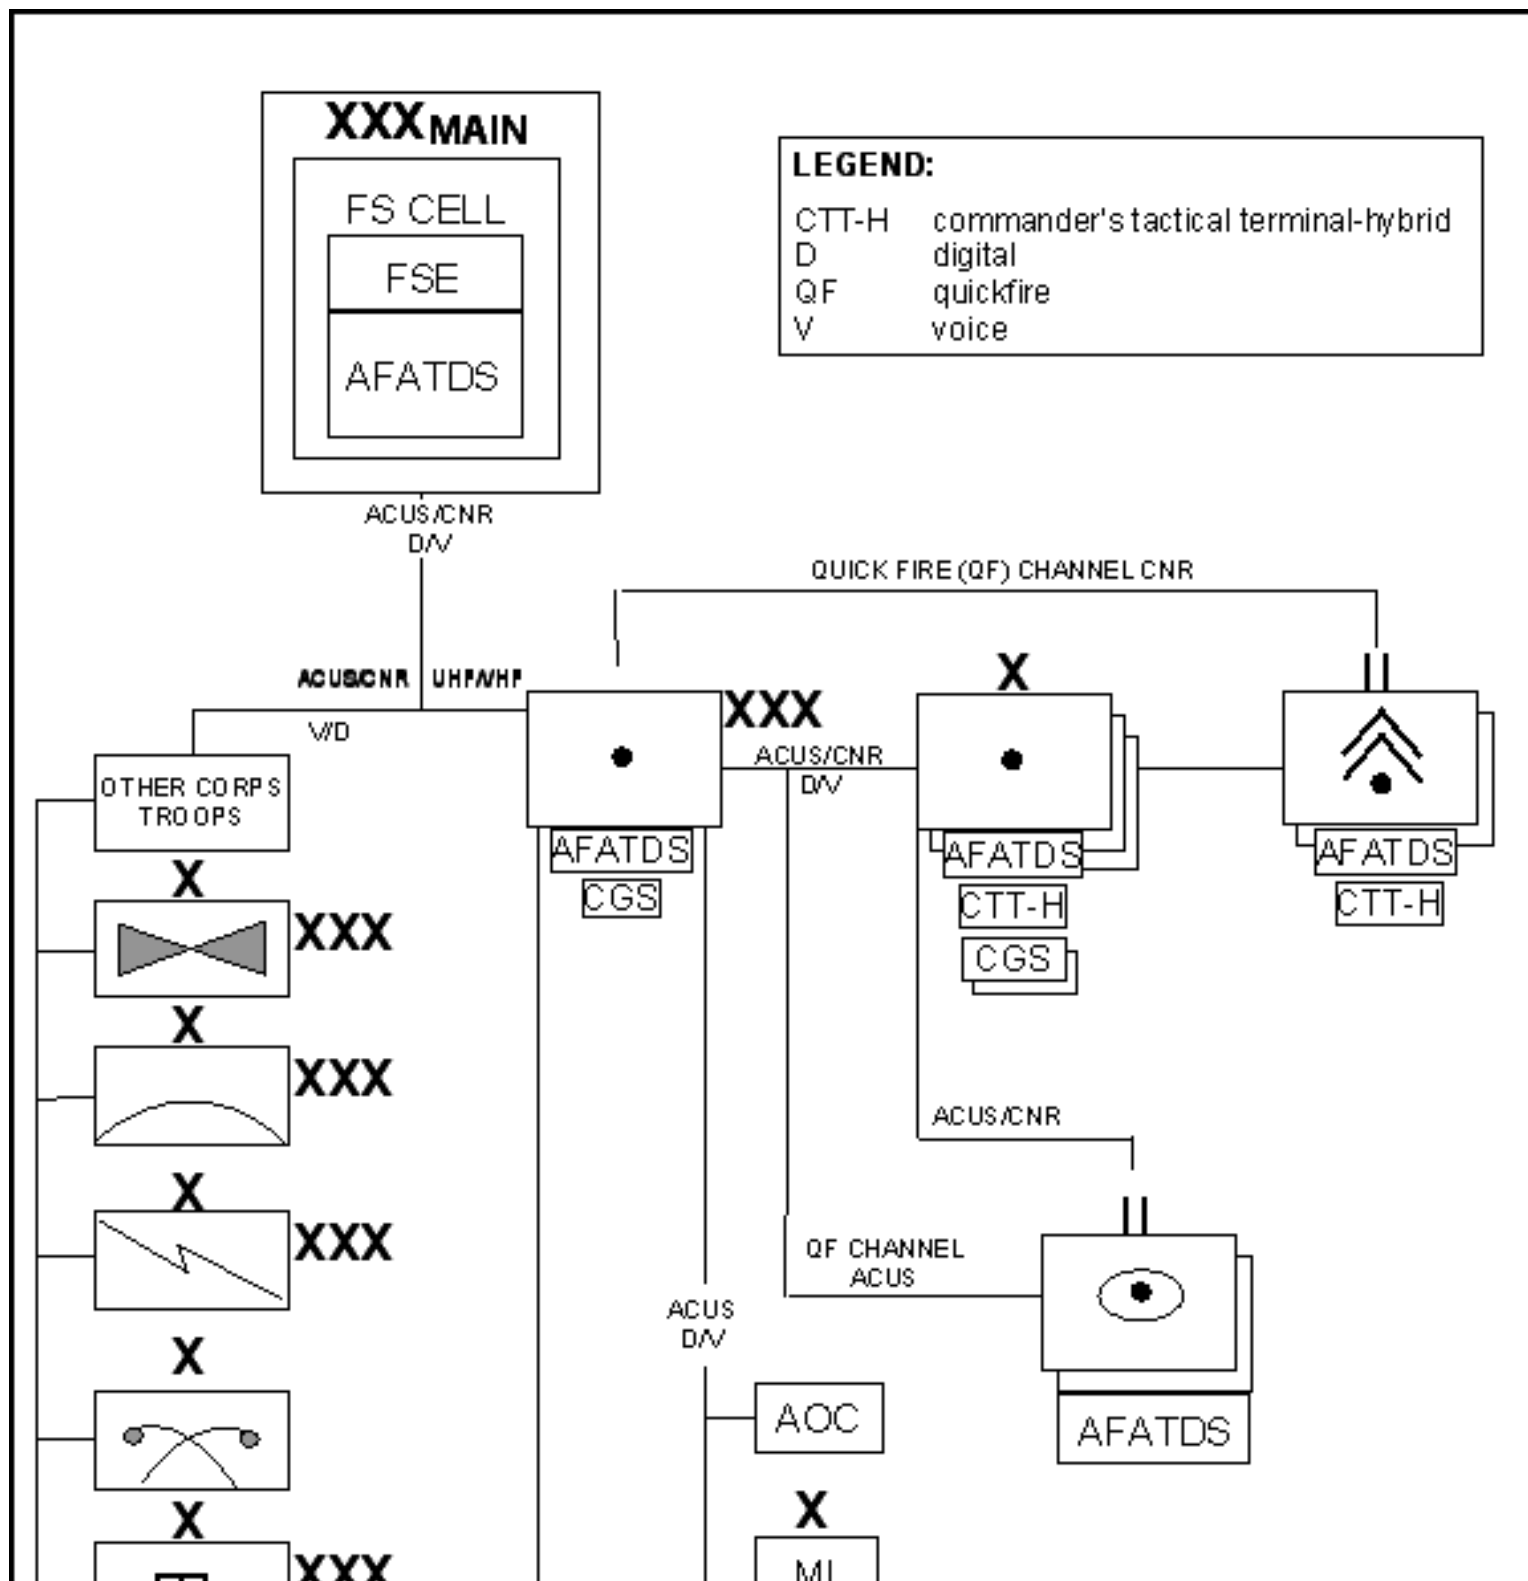 XXX MAIN
FS CELL
FSE
AFATDS
LEGEND:
CTT-H commander's tactical terminal-hybrid
D digital
QF quickfire
V voice
ACUS/CNR
D/V
QUICK FIRE (QF) CHANNEL CNR
ACUS/CNR UHF/VHF
V/D
XXX
X
ACUS/CNR
D/V
OTHER CORPS
TROOPS
AFATDS
CGS
AFATDS
CTT-H
CGS
AFATDS
CTT-H
X
XXX
X
XXX
ACUS/CNR
X
XXX
QF CHANNEL
ACUS
ACUS
D/V
X
AOC
AFATDS
X
XXX
X
MI